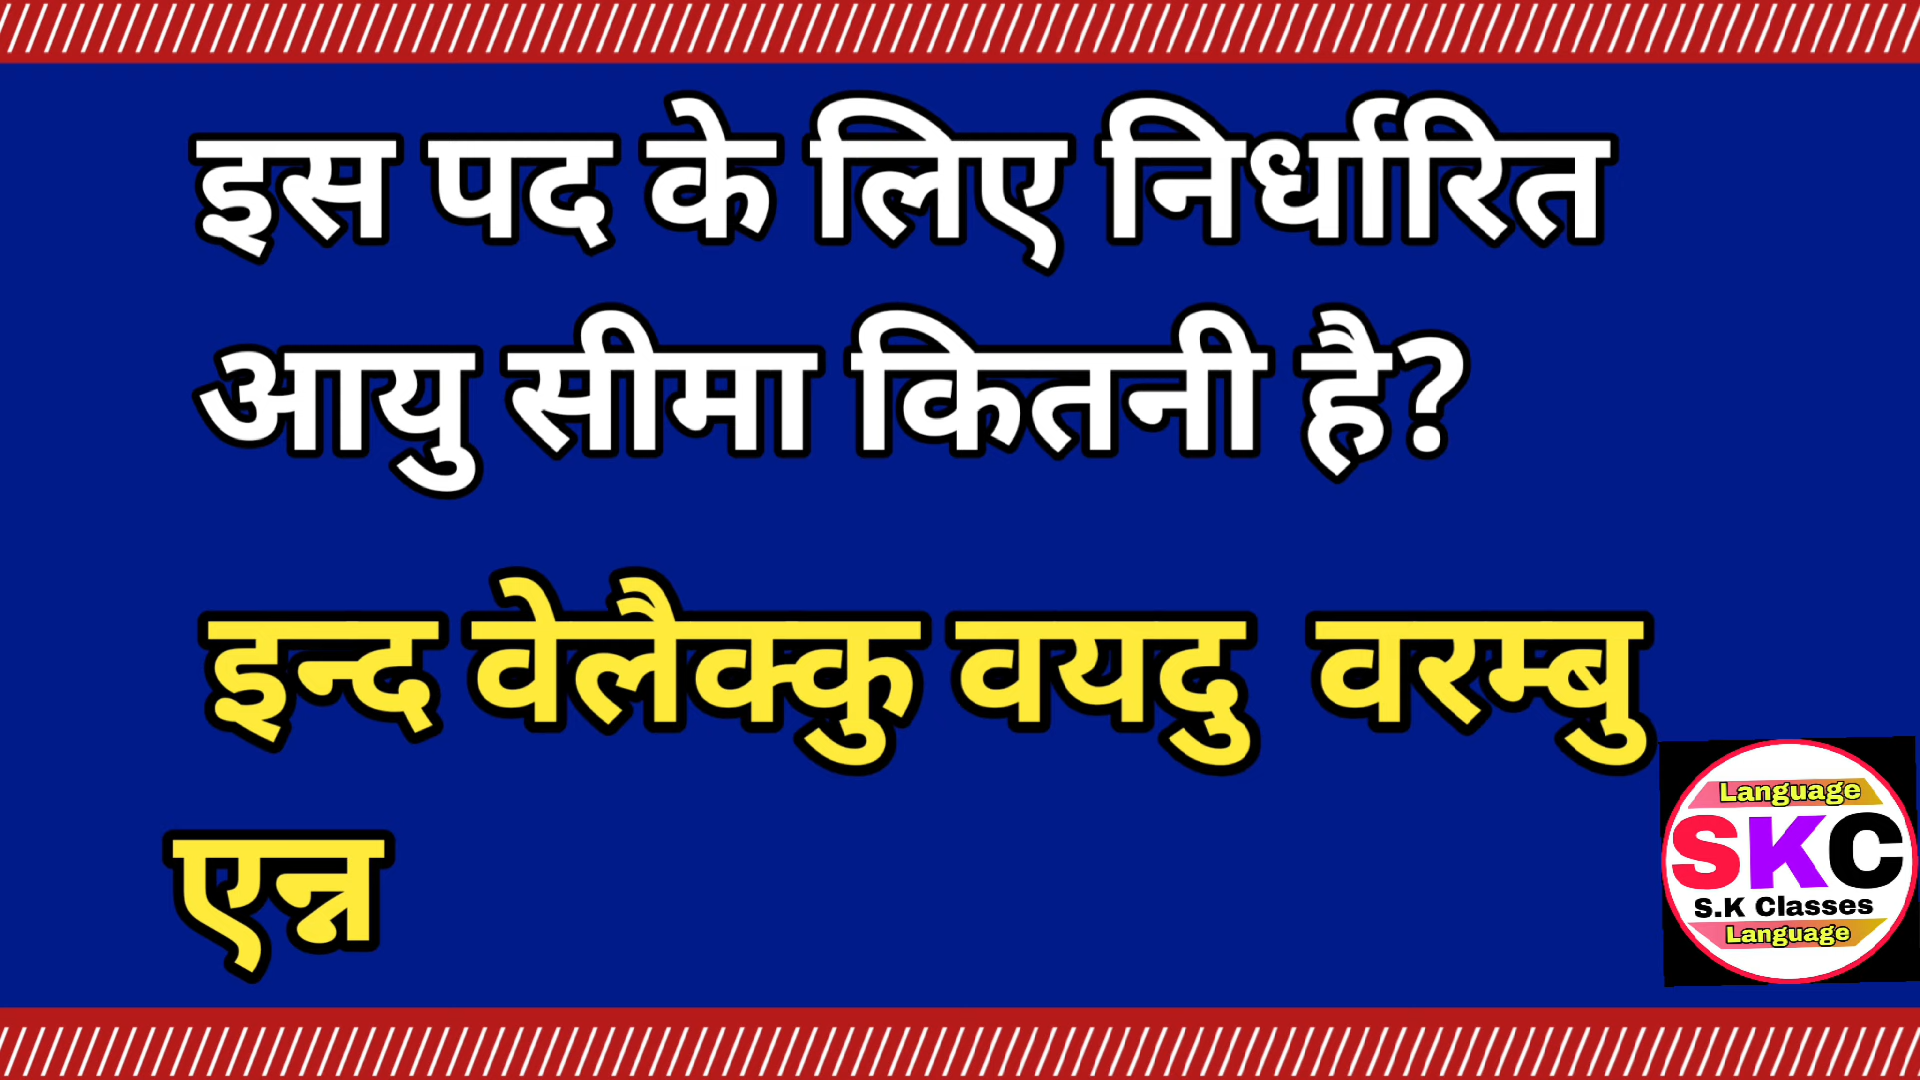 इस पद के लिए निर्धारित
आयु सीमा कितनी है?
इन्द वेलैक्कु वयदु वरम्बु
एन्न
Language
SKC
S.K Classes
Language